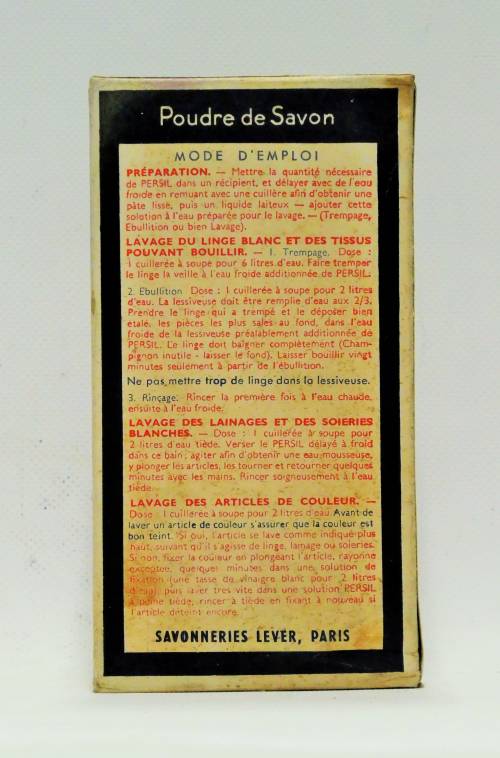 Poudre de Savon
MODE D'EMPLOI
PRÉPARATION. — Mettre la quantité nécessaire
de PERSIL dans un récipient, et délayer avec de l'eau
froide en remuant avec une cuillère afin d'obtenir une
pâte lisse, puis un liquide laiteux — ajouter cette
solution à l'eau préparée pour le lavage. — (Trempage,
Ebullition ou bien Lavage).
LAVAGE DU LINGE BLANC ET DES TISSUS
POUVANT BOUILLIR. — 1. Trempage. Dose :
1 cuillerée à soupe pour 6 litres d'eau. Faire tremper
le linge la veille à l'eau froide additionnée de PERSIL.
2. Ebullition Dose : 1 cuillerée à soupe pour 2 litres
d'eau. La lessiveuse doit être remplie d'eau aux 2/3.
Prendre le linge qui a trempé et le déposer bien
etalé, les pièces les plus sales au fond, dans l'eau
froide de la lessiveuse préalablement additionnée de
PERSIL. Le linge doit baigner complètement (Cham-
pignon inutile - laisser le fond). Laisser bouillir vingt
minutes seulement à partir de l'ébullition.
Ne pas mettre trop de linge dans la lessiveuse.
3. Rinçage. Rincer la première fois à l'eau chaude,
ensuite à l'eau froide.
LAVAGE DES LAINAGES ET DES SOIERIES
BLANCHES. — Dose : 1 cuillerée à soupe pour
2 litres d'eau tiède. Verser le PERSIL délayé à froid
dans ce bain, agiter afin d'obtenir une eau mousseuse,
y plonger les articles, les tourner et retourner quelques
minutes avec les mains. Rincer soigneusement à l'eau
tiède.
LAVAGE DES ARTICLES DE COULEUR. —
Dose : 1 cuillerée à soupe pour 2 litres d'eau. Avant de
laver un article de couleur s'assurer que la couleur est
bon teint. Si oui, l'article se lave comme indiqué plus
haut, suivant qu'il s'agisse de linge, lainage ou soieries.
Si non, fixer la couleur en plongeant l'article, rayonne
exceptée, quelques minutes dans une solution de
fixation (une tasse de vinaigre blanc pour 2 litres
d'eau), puis laver très vite dans une solution PERSIL
à peine tiède, rincer à tiède en fixant à nouveau si
l'article déteint encore.
SAVONNERIES LEVER, PARIS